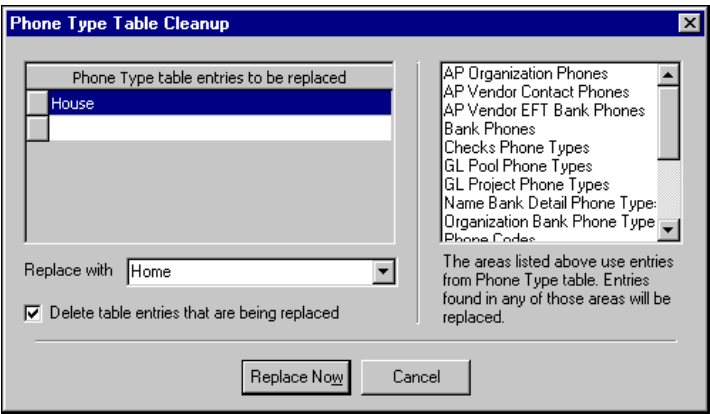 Phone Type Table Cleanup
Phone Type table entries to be replaced
House
Replace with
Home
Delete table entries that are being replaced
AP Organization Phones
AP Vendor Contact Phones
AP Vendor EFT Bank Phones
Bank Phones
Checks Phone Types
GL Pool Phone Types
GL Project Phone Types
Name Bank Detail Phone Type
Organization Bank Phone Type
Phone Codes
The areas listed above use entries
from Phone Type table. Entries
found in any of those areas will be
replaced.
Replace Now
Cancel